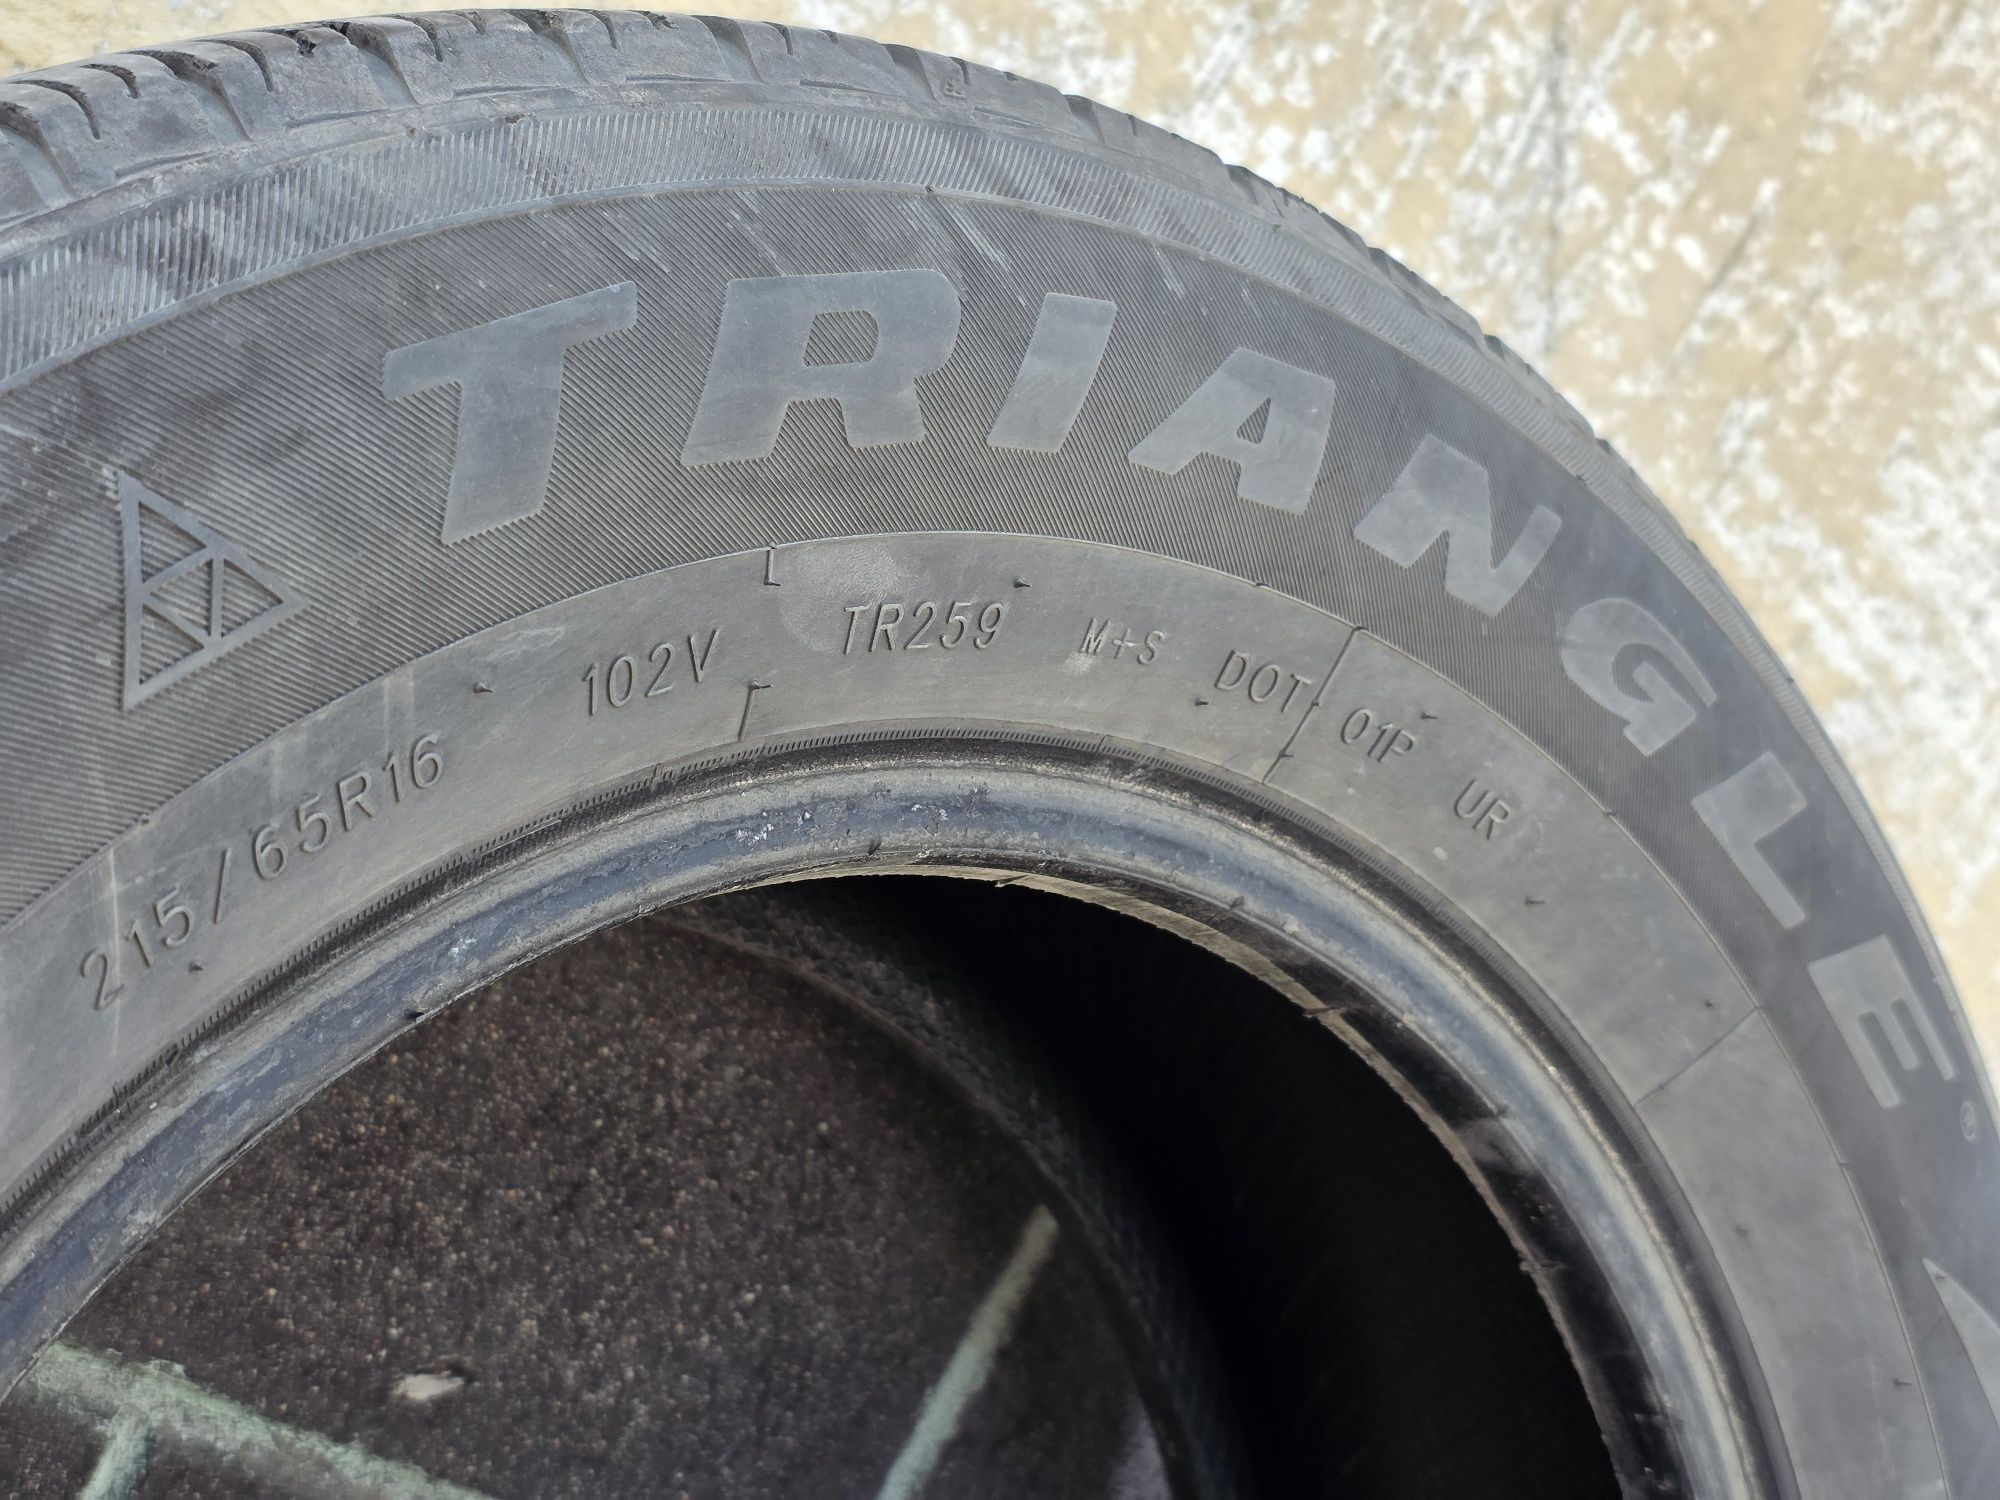 TRIANGLE®
215/65R16 102V TR259 M+S DOT 01P UR